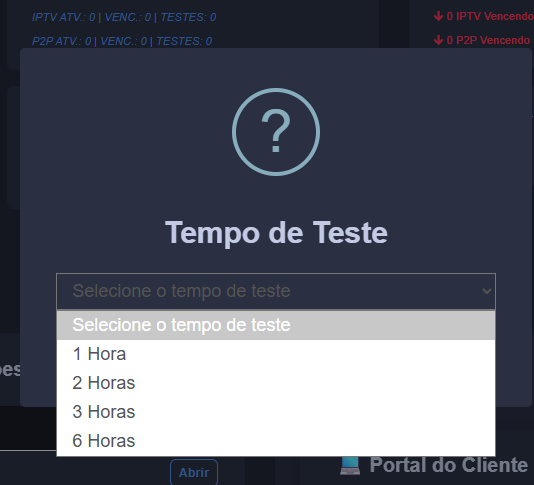 IPTV ATV.: 0 | VENC.: 0 | TESTES: 0
P2P ATV.: 0 | VENC.: 0 | TESTES: 0
0 IPTV Vencendo
0 P2P Vencendo
?
Tempo de Teste
Selecione o tempo de teste
Selecione o tempo de teste
1 Hora
2 Horas
3 Horas
6 Horas
Abrir
Portal do Cliente